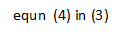 equn (4) in (3)